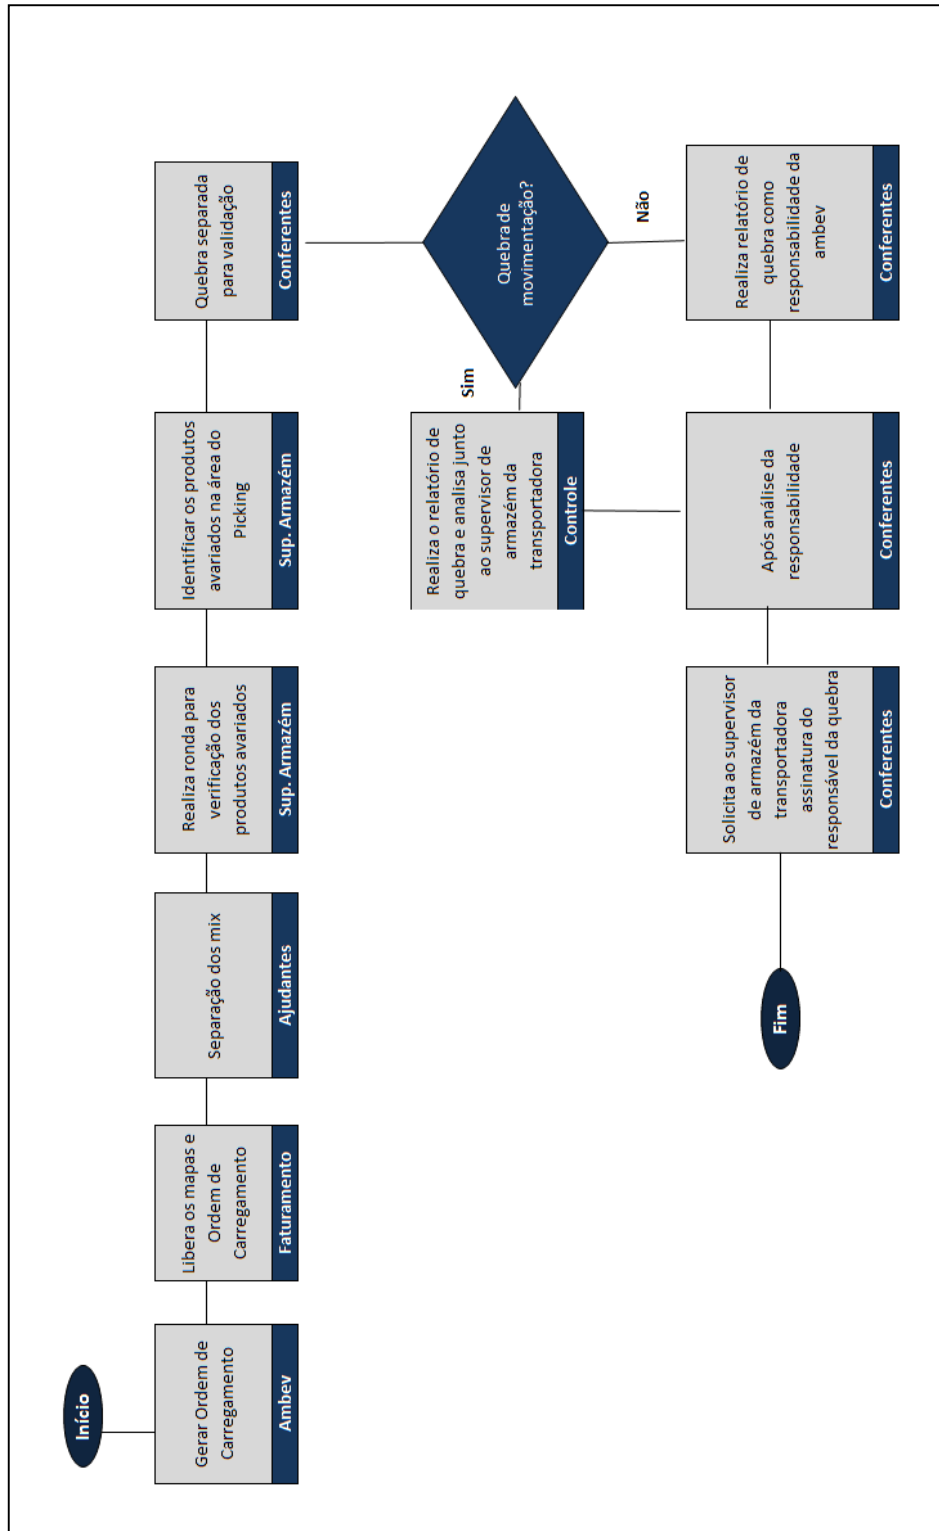 Início
Gerar Ordem de
Carregamento
Ambev
Libera os mapas e
Ordem de
Carregamento
Faturamento
Separação dos mix
Ajudantes
Realiza ronda para
verificação dos
produtos avariados
Sup. Armazém
Identificar os produtos
avariados na área do
Picking
Sup. Armazém
Quebra separada
para validação
Conferentes
Quebra de
movimentação?
Sim
Não
Realiza o relatório de
quebra e analisa junto
ao supervisor de
armazém da
transportadora
Controle
Realiza relatório de
quebra como
responsabilidade da
ambev
Conferentes
Após análise da
responsabilidade
Conferentes
Solicita ao supervisor
de armazém da
transportadora
assinatura do
responsável da quebra
Conferentes
Fim